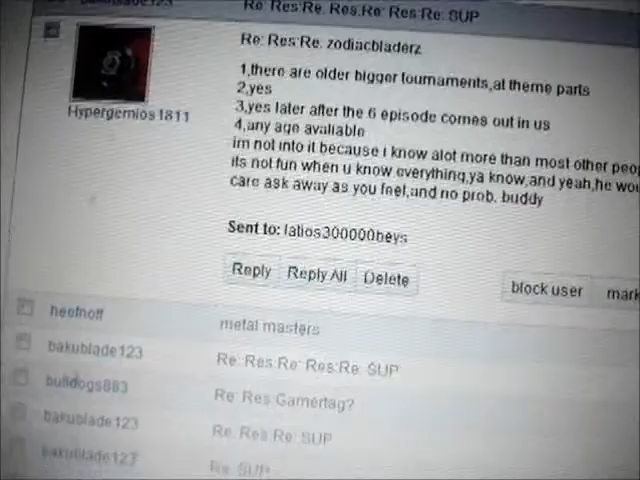 bakublade123
Re: Res:Re. Res.Re: Res:Re: SUP
Re: Res:Re. zodiacbladerz
Hypergemios1811
1,there are older bigger tournaments,at theme parts
2,yes
3,yes later after the 6 episode comes out in us
4,any age avaliable
im not into it because i know alot more than most other peop
its not fun when u know everything,ya know,and yeah,he wou
care ask away as you feel,and no prob. buddy
Sent to: latios300000beys
Reply Reply All Delete block user mark
heefnoff metal masters
bakublade123 Re: Res:Re: Res:Re: SUP
bulldogs883 Re: Res:Gamertag?
bakublade123 Re: Res:Re: SUP
bakublade123 Re: SUP